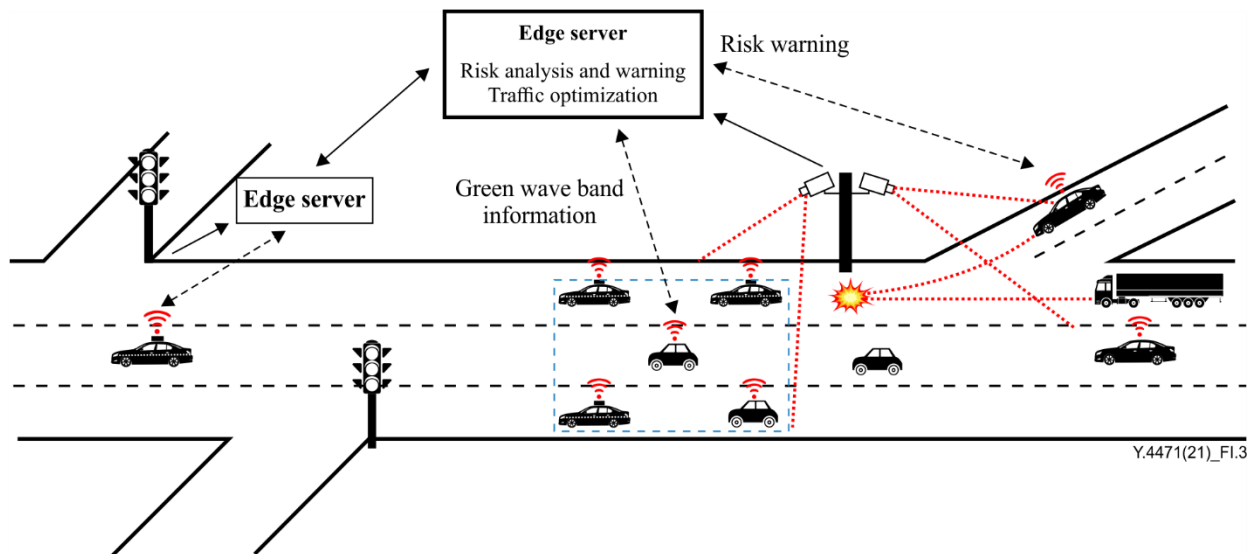 Edge server
Risk analysis and warning
Traffic optimization
Risk warning
Edge server
Green wave band
information
Y.4471(21)_FI.3